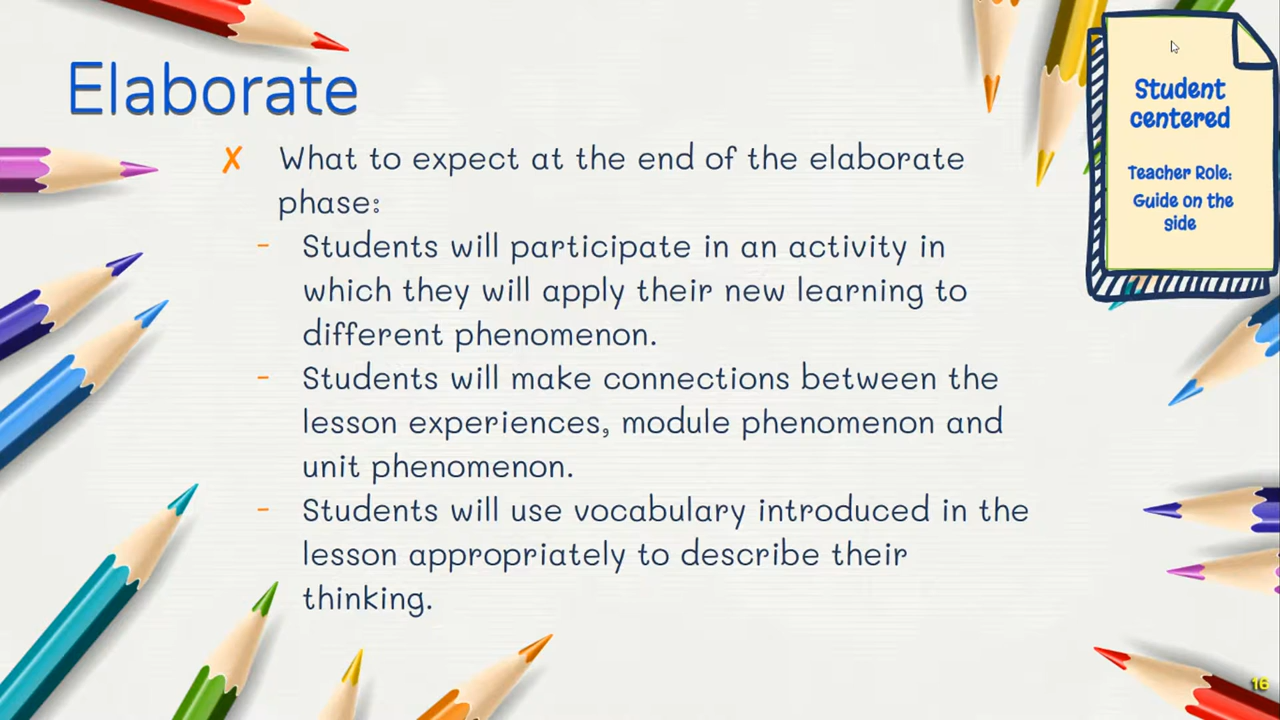 Elaborate
✗ What to expect at the end of the elaborate
phase:
- Students will participate in an activity in
which they will apply their new learning to
different phenomenon.
- Students will make connections between the
lesson experiences, module phenomenon and
unit phenomenon.
- Students will use vocabulary introduced in the
lesson appropriately to describe their
thinking.
Student
centered
Teacher Role:
Guide on the
side
16